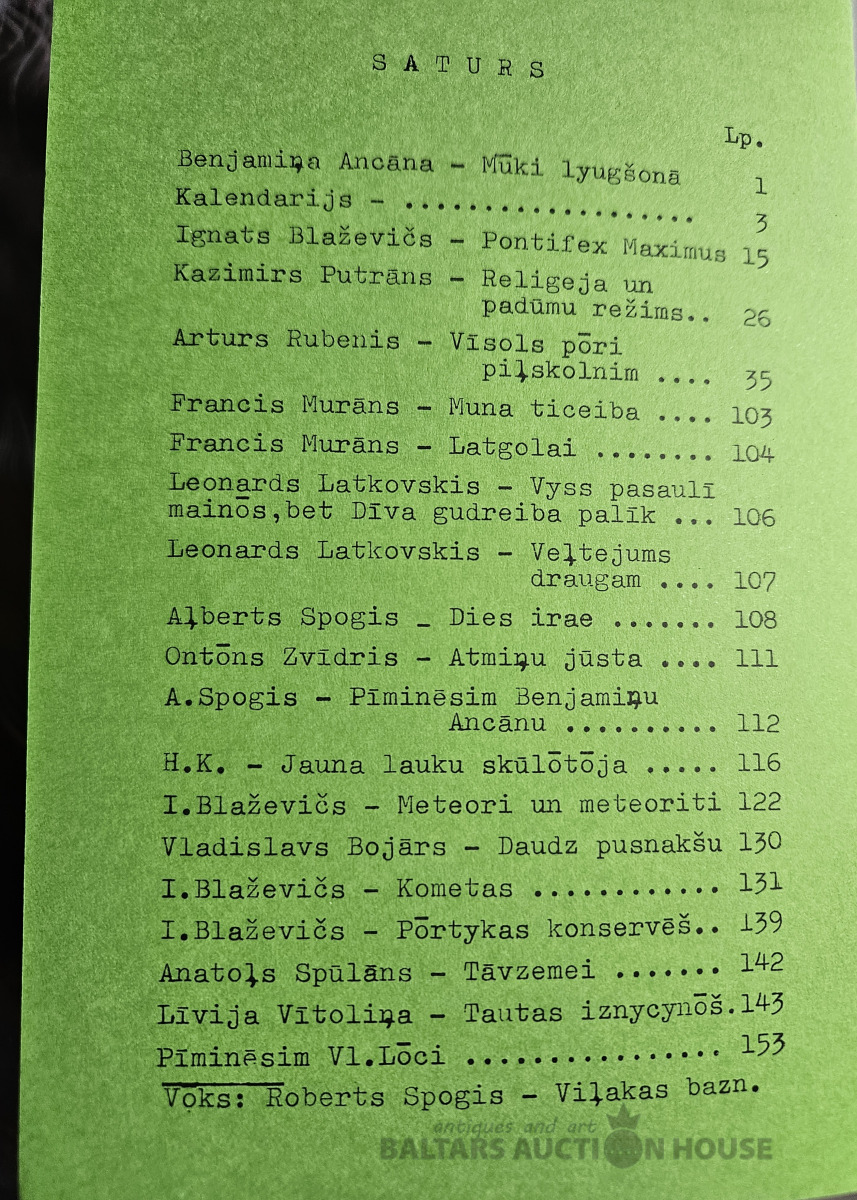 SATURS
Lp.
Benjamiņa Ancāna – Mūki lyugšonā 1
Kalendarijs – .................. 3
Ignats Blaževičs – Pontifex Maximus 15
Kazimirs Putrāns – Religeja un
padūmu režims.. 26
Arturs Rubenis – Vīsols pōri
piļskolnim .... 35
Francis Murāns – Muna ticeiba .... 103
Francis Murāns – Latgolai ........ 104
Leonards Latkovskis – Vyss pasaulī
mainōs,bet Dīva gudreiba palīk ... 106
Leonards Latkovskis – Veļtejums
draugam .... 107
Aļberts Spogis _ Dies irae ....... 108
Ontōns Zvīdris – Atmiņu jūsta .... 111
A.Spogis – Pīminēsim Benjamiņu
Ancānu .......... 112
H.K. – Jauna lauku skūlōtōja ..... 116
I.Blaževičs – Meteori un meteoriti 122
Vladislavs Bojārs – Daudz pusnakšu 130
I.Blaževičs – Kometas ............ 131
I.Blaževičs – Pōrtykas konservēš.. 139
Anatoļs Spūlāns – Tāvzemei ....... 142
Līvija Vītoliņa – Tautas iznycynōš. 143
Pīminēsim Vl.Lōci ................ 153
Voks: Roberts Spogis – Viļakas bazn.
antiques and art
BALTARS AUCTION HOUSE